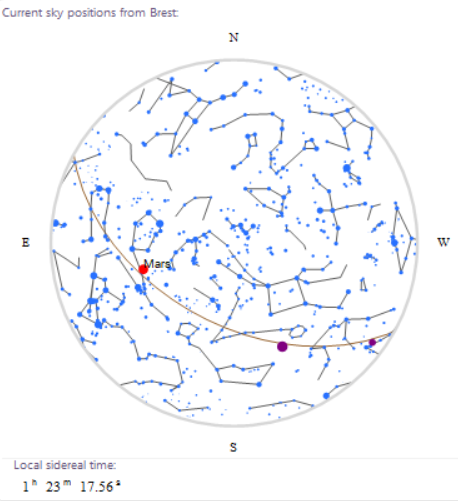 Current sky positions from Brest:
N
E
Mars
W
S
Local sidereal time:
1ʰ 23ᵐ 17.56ˢ